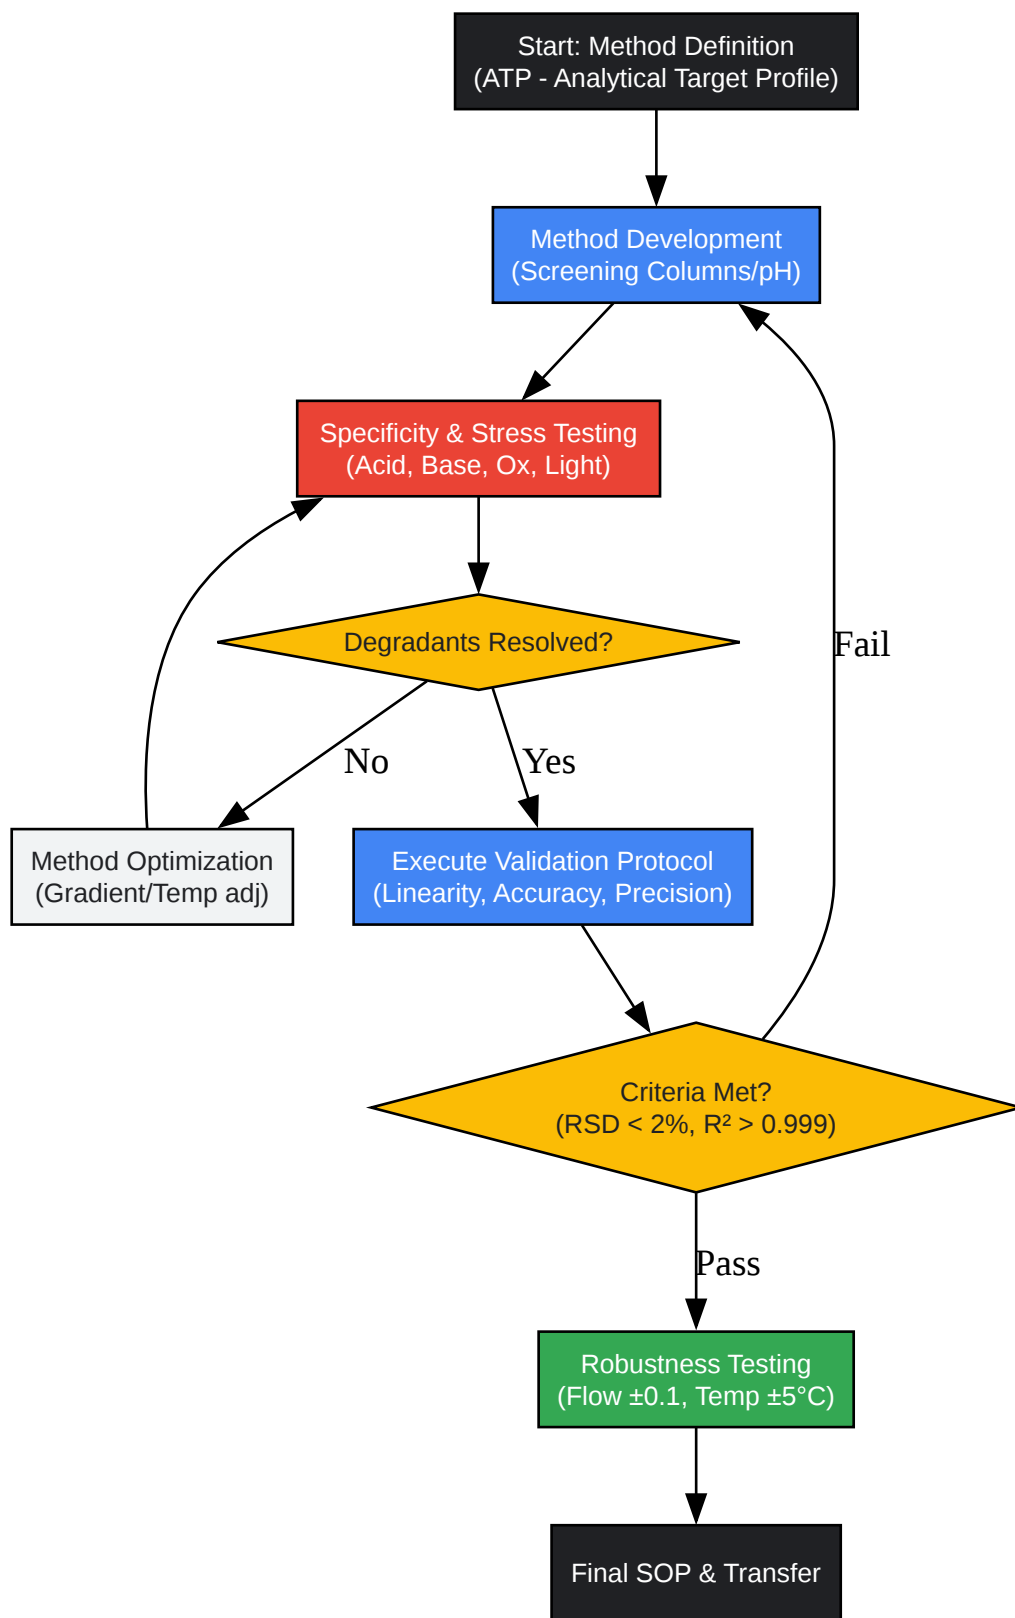 Start: Method Definition
(ATP - Analytical Target Profile)
Method Development
(Screening Columns/pH)
Specificity & Stress Testing
(Acid, Base, Ox, Light)
Degradants Resolved?
Fail
No
Yes
Method Optimization
(Gradient/Temp adj)
Execute Validation Protocol
(Linearity, Accuracy, Precision)
Criteria Met?
(RSD < 2%, R² > 0.999)
Pass
Robustness Testing
(Flow ±0.1, Temp ±5°C)
Final SOP & Transfer